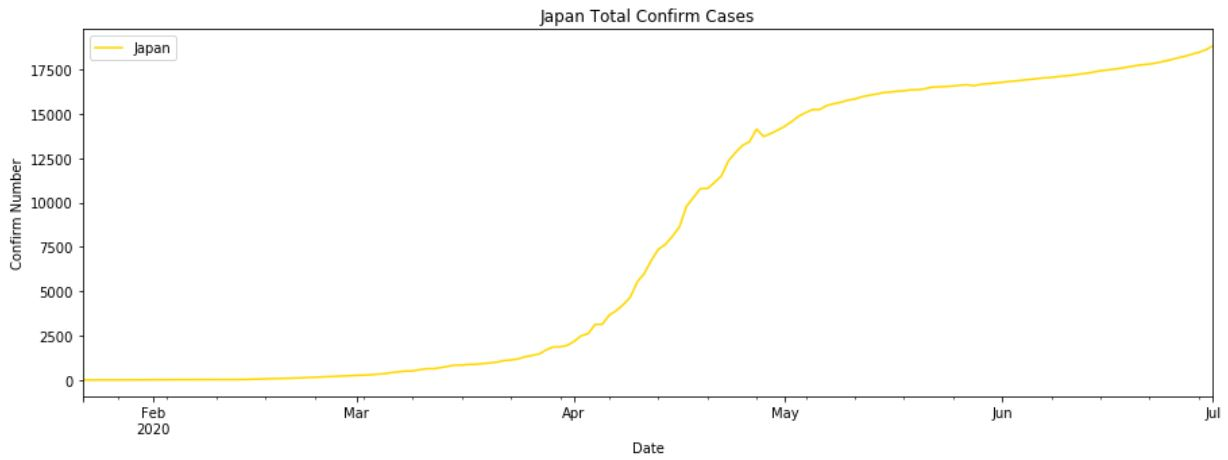 Japan Total Confirm Cases
Japan
17500
15000
12500
10000
7500
5000
2500
0
Confirm Number
Feb
2020
Mar
Apr
May
Jun
Jul
Date